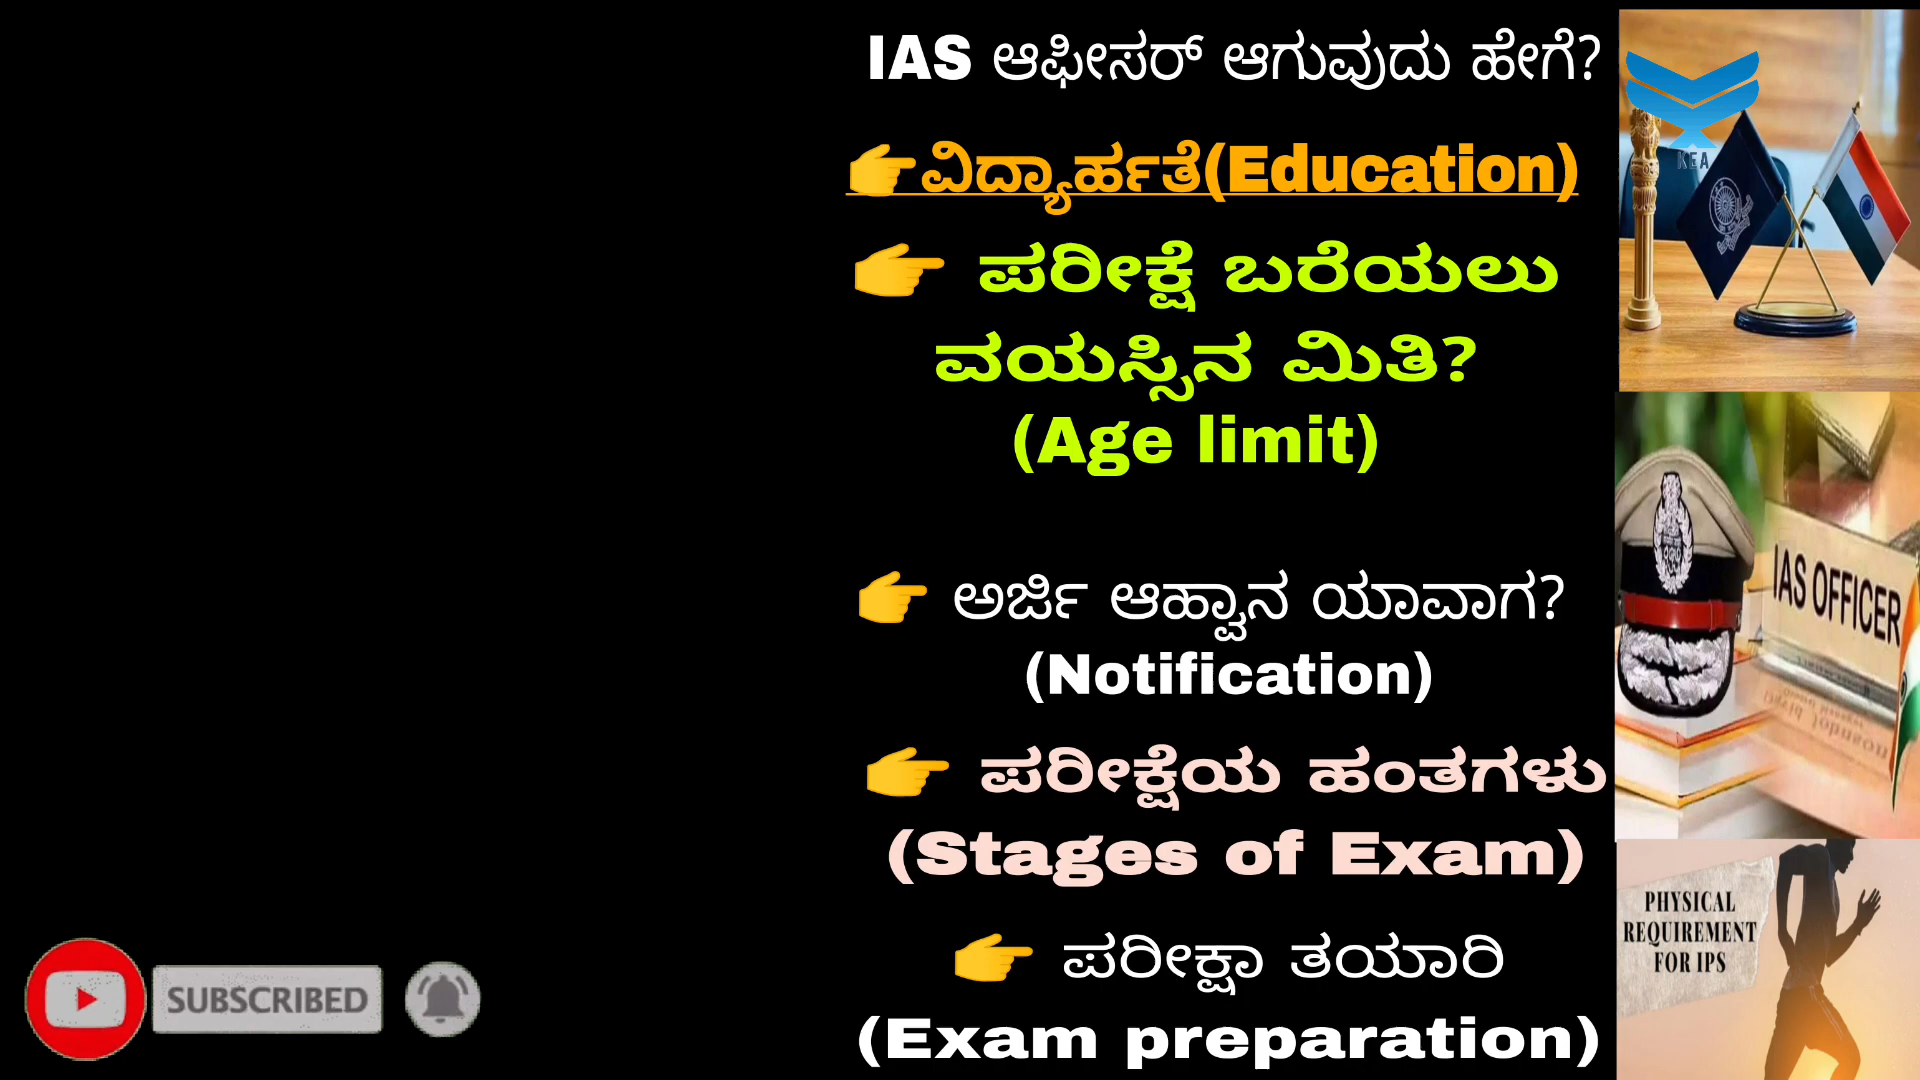 IAS ಆಫೀಸರ್ ಆಗುವುದು ಹೇಗೆ?
KEA
👉ವಿದ್ಯಾರ್ಹತೆ(Education)
👉 ಪರೀಕ್ಷೆ ಬರೆಯಲು
ವಯಸ್ಸಿನ ಮಿತಿ?
(Age limit)
👉 ಅರ್ಜಿ ಆಹ್ವಾನ ಯಾವಾಗ?
(Notification)
IAS OFFICER
👉 ಪರೀಕ್ಷೆಯ ಹಂತಗಳು
(Stages of Exam)
👉 ಪರೀಕ್ಷಾ ತಯಾರಿ
(Exam preparation)
PHYSICAL
REQUIREMENT
FOR IPS
SUBSCRIBED